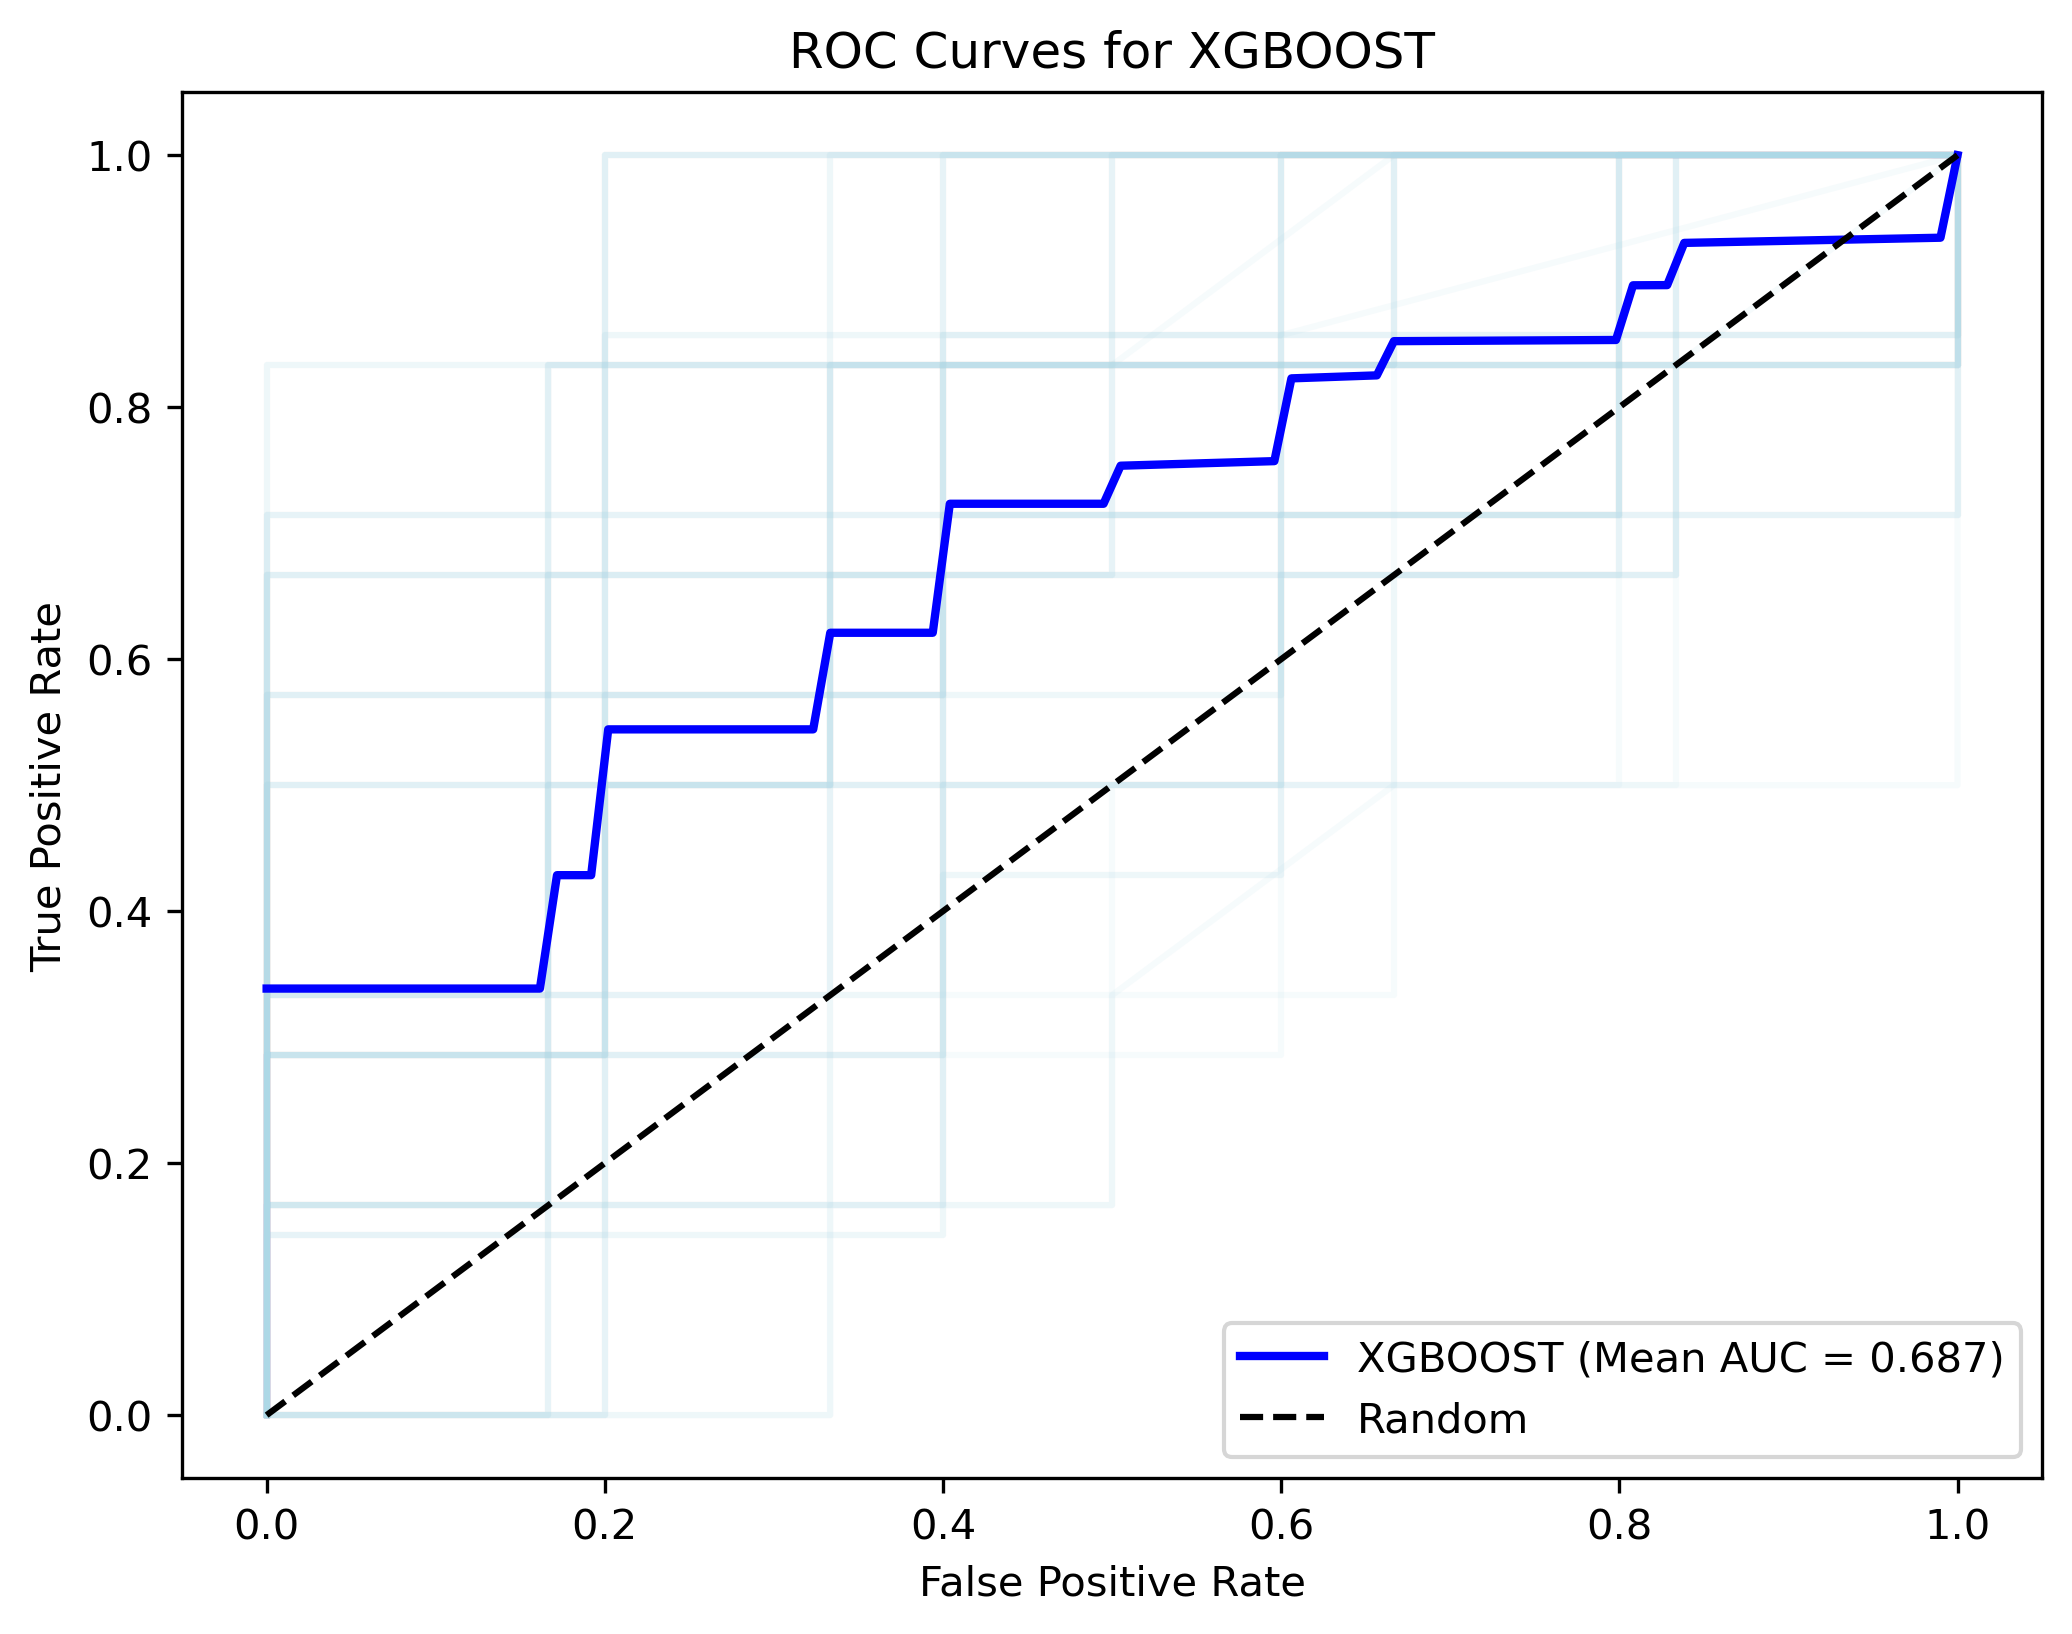 ROC Curves for XGBOOST
True Positive Rate
1.0
0.8
0.6
0.4
0.2
0.0
XGBOOST (Mean AUC = 0.687)
Random
0.0 0.2 0.4 0.6 0.8 1.0
False Positive Rate